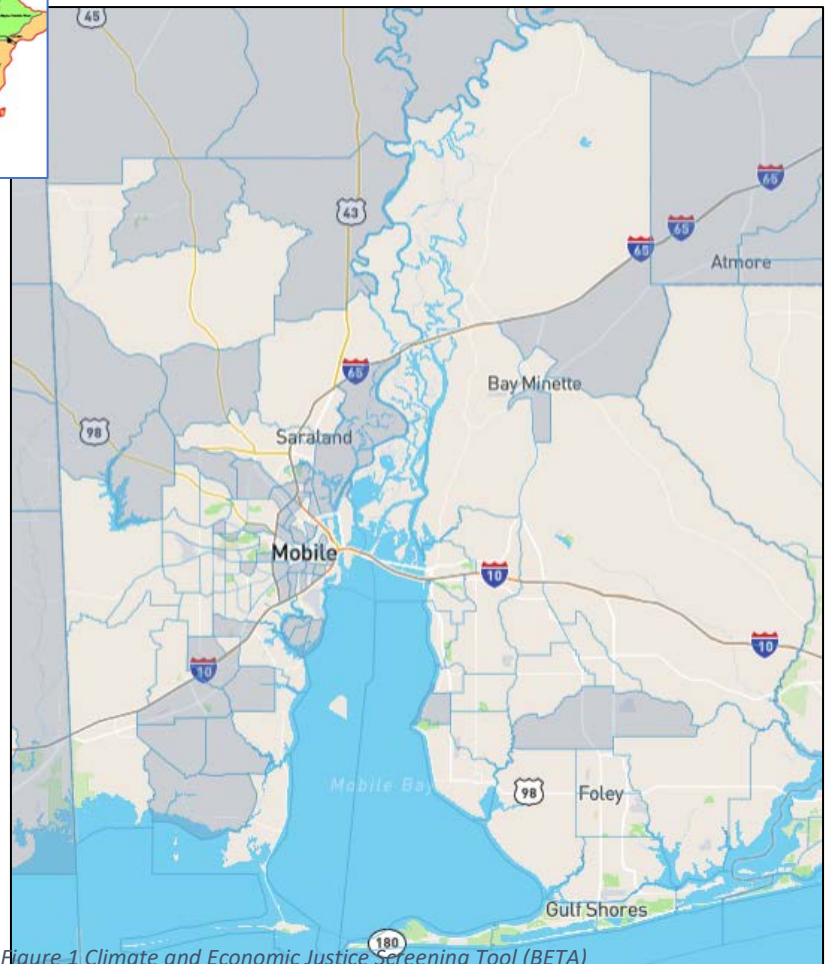 45
43
65
65
65
Atmore
65
Bay Minette
98
Saraland
Mobile
10
10
10
Mobile Bay
98
Foley
Gulf Shores
180
Figure 1 Climate and Economic Justice Screening Tool (BETA)